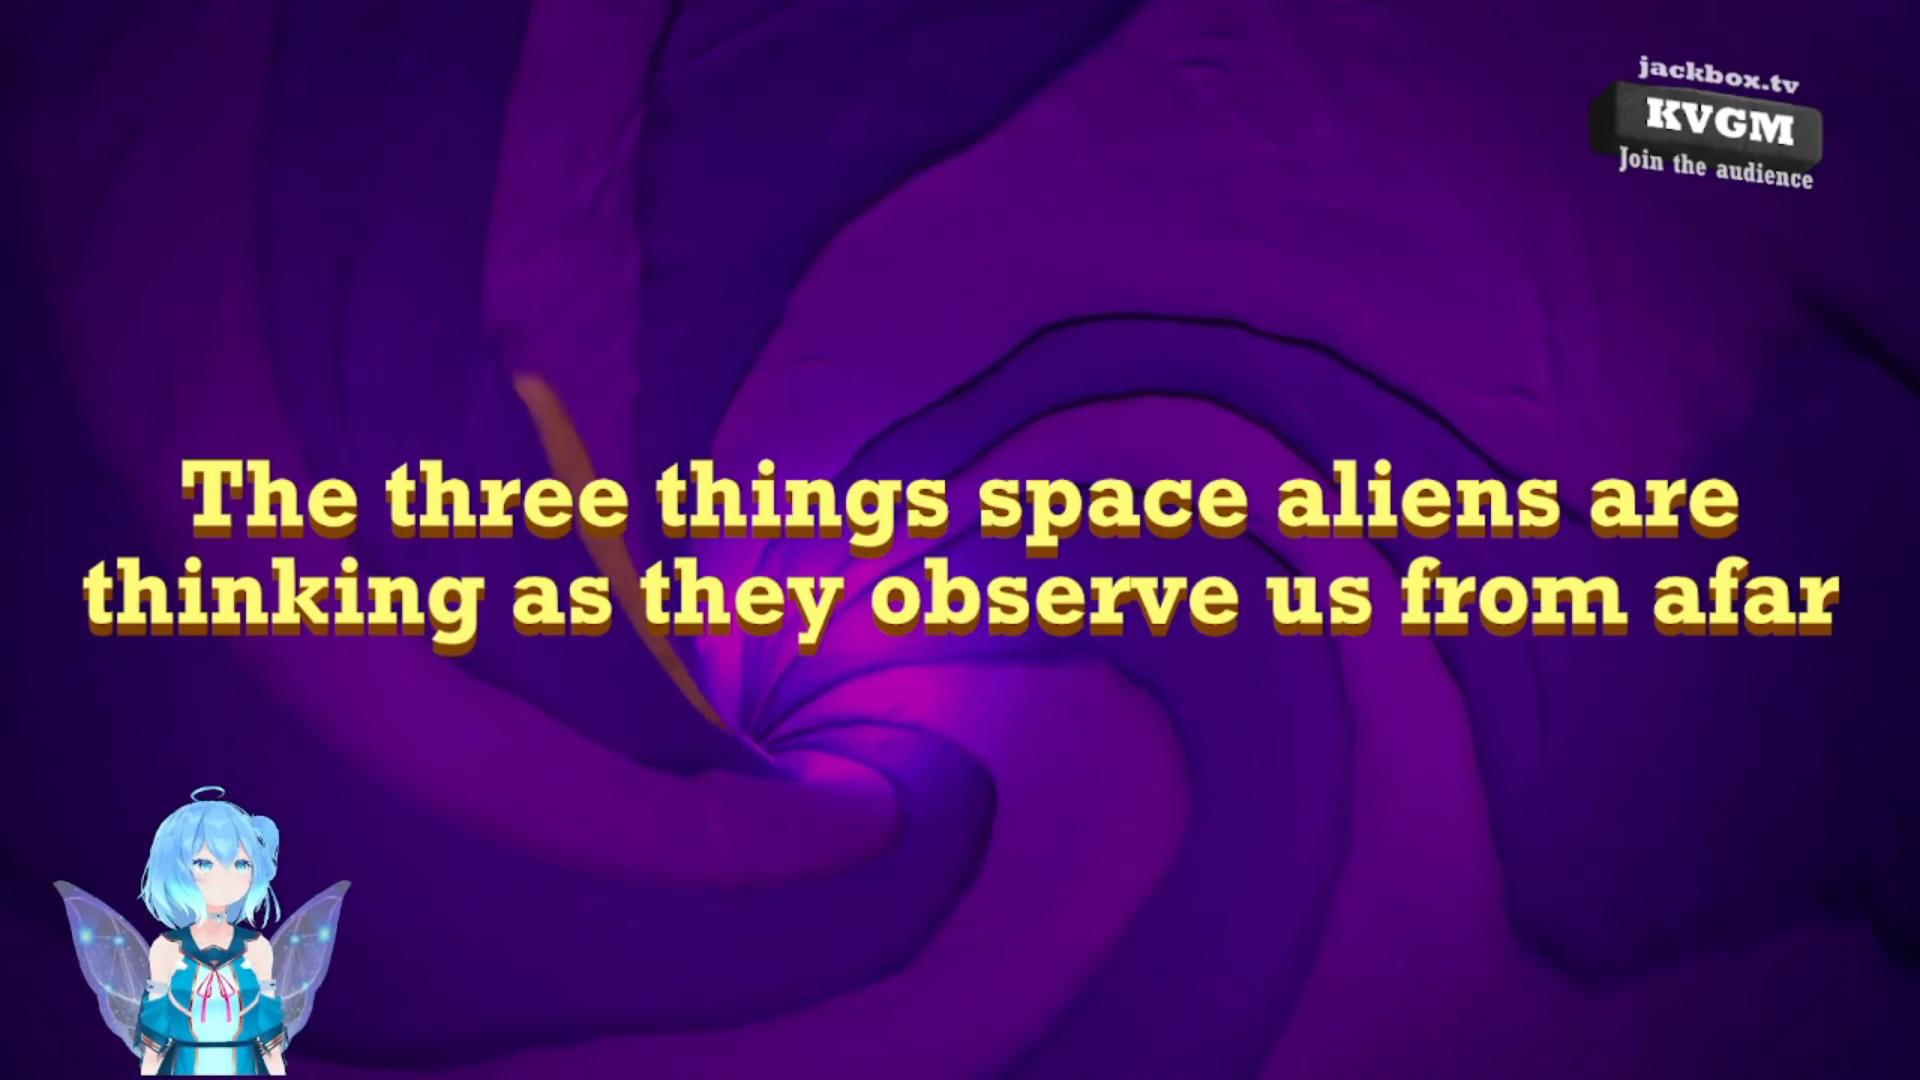 jackbox.tv
KVGM
Join the audience
The three things space aliens are
thinking as they observe us from afar